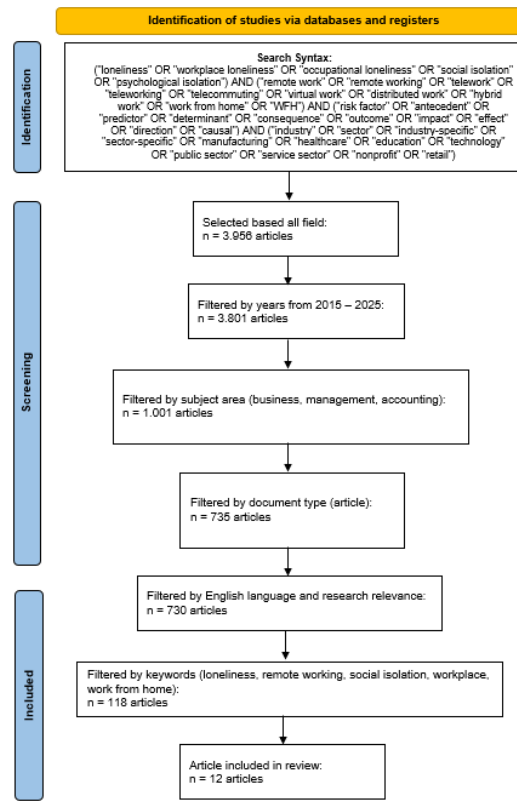 Identification of studies via databases and registers
Identification
Search Syntax:
("loneliness" OR "workplace loneliness" OR "occupational loneliness" OR "social isolation"
OR "psychological isolation") AND ("remote work" OR "remote working" OR "telework" OR
"teleworking" OR "telecommuting" OR "virtual work" OR "distributed work" OR "hybrid
work" OR "work from home" OR "WFH") AND ("risk factor" OR "antecedent" OR
"predictor" OR "determinant" OR "consequence" OR "outcome" OR "impact" OR "effect"
OR "direction" OR "causal") AND ("industry" OR "sector" OR "industry-specific" OR
"sector-specific" OR "manufacturing" OR "healthcare" OR "education" OR "technology"
OR "public sector" OR "service sector" OR "nonprofit" OR "retail")
Screening
Selected based all field:
n = 3.956 articles
Filtered by years from 2015 – 2025:
n = 3.801 articles
Filtered by subject area (business, management, accounting):
n = 1.001 articles
Filtered by document type (article):
n = 735 articles
Included
Filtered by English language and research relevance:
n = 730 articles
Filtered by keywords (loneliness, remote working, social isolation, workplace,
work from home):
n = 118 articles
Article included in review:
n = 12 articles